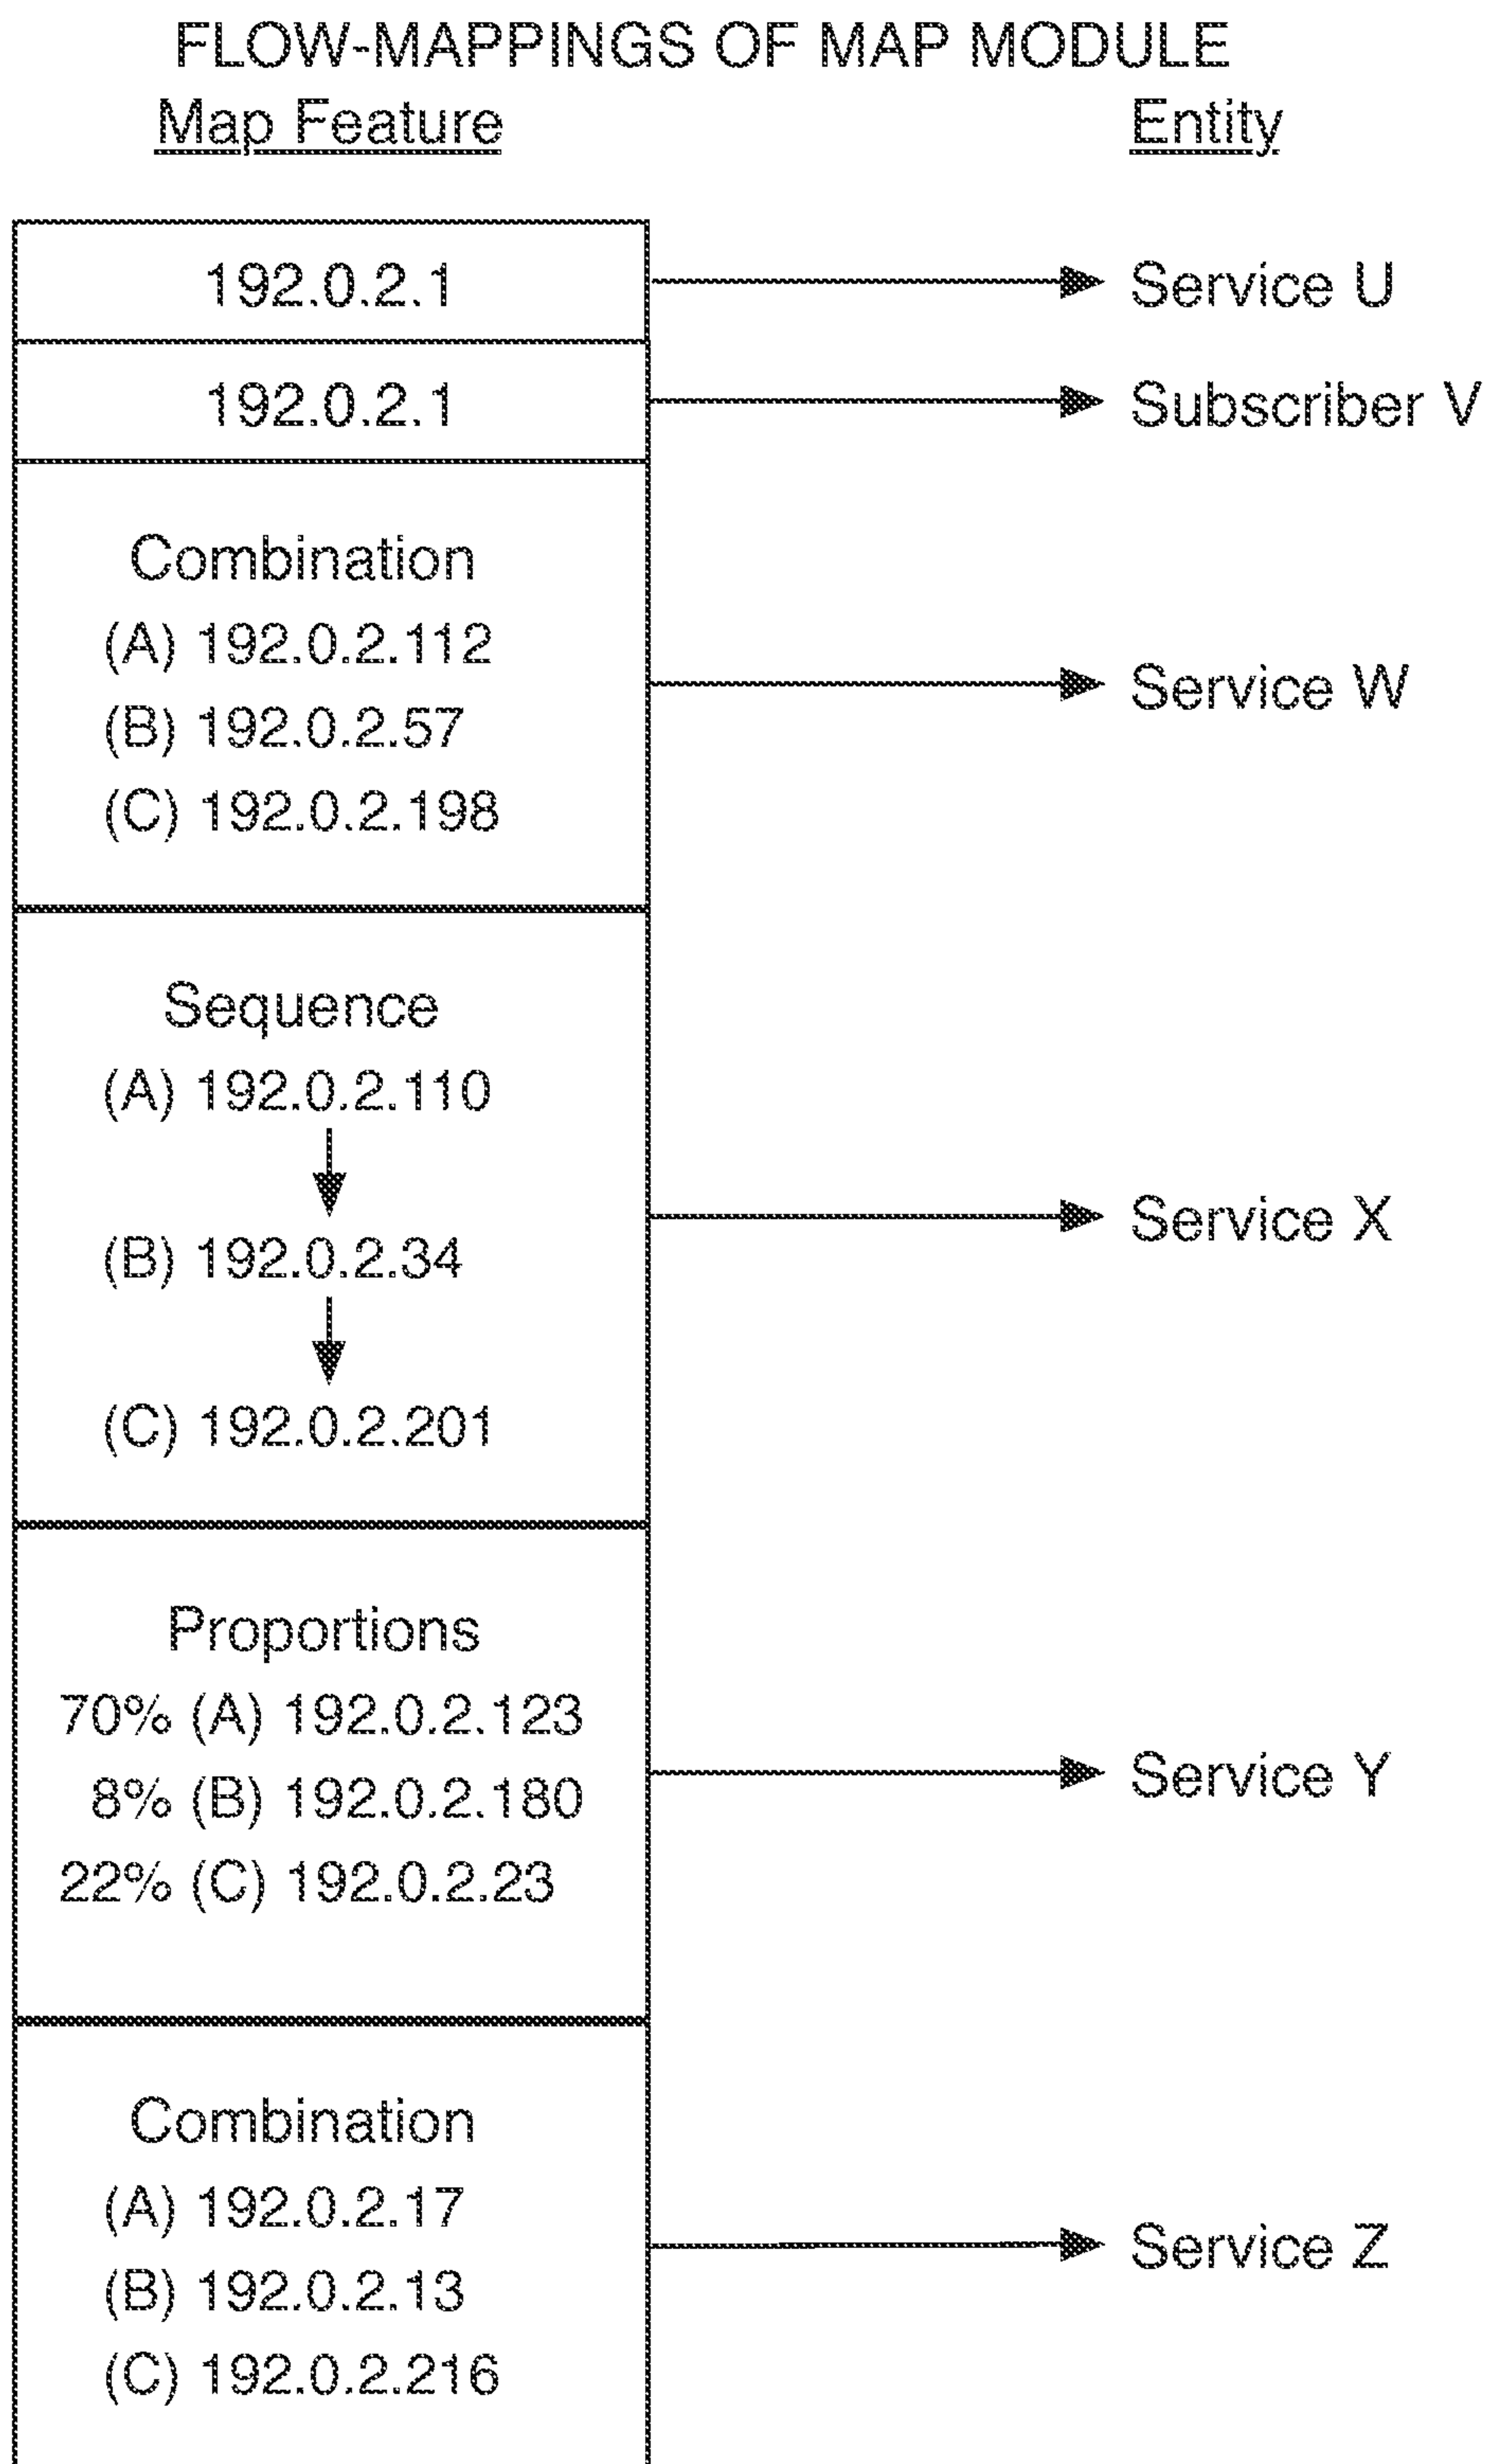 FLOW-MAPPINGS OF MAP MODULE
Map Feature Entity
192.0.2.1 Service U
192.0.2.1 Subscriber V
Combination
(A) 192.0.2.112
(B) 192.0.2.57
(C) 192.0.2.198
Service W
Sequence
(A) 192.0.2.110
(B) 192.0.2.34
(C) 192.0.2.201
Service X
Proportions
70% (A) 192.0.2.123
8% (B) 192.0.2.180
22% (C) 192.0.2.23
Service Y
Combination
(A) 192.0.2.17
(B) 192.0.2.13
(C) 192.0.2.216
Service Z